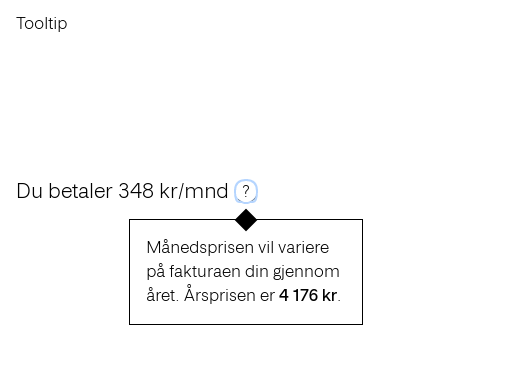 Tooltip
Du betaler 348 kr/mnd ?
Månedsprisen vil variere
på fakturaen din gjennom
året. Årsprisen er 4 176 kr.